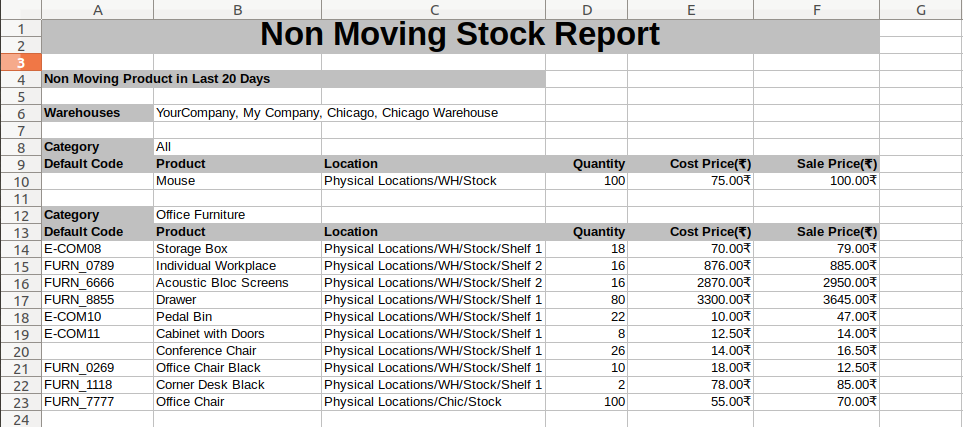 A B C D E F G
1 Non Moving Stock Report
2
3
4 Non Moving Product in Last 20 Days
5
6 Warehouses YourCompany, My Company, Chicago, Chicago Warehouse
7
8 Category All
9 Default Code Product Location Quantity Cost Price(₹) Sale Price(₹)
10 Mouse Physical Locations/WH/Stock 100 75.00₹ 100.00₹
11
12 Category Office Furniture
13 Default Code Product Location Quantity Cost Price(₹) Sale Price(₹)
14 E-COM08 Storage Box Physical Locations/WH/Stock/Shelf 1 18 70.00₹ 79.00₹
15 FURN_0789 Individual Workplace Physical Locations/WH/Stock/Shelf 2 16 876.00₹ 885.00₹
16 FURN_6666 Acoustic Bloc Screens Physical Locations/WH/Stock/Shelf 2 16 2870.00₹ 2950.00₹
17 FURN_8855 Drawer Physical Locations/WH/Stock/Shelf 1 80 3300.00₹ 3645.00₹
18 E-COM10 Pedal Bin Physical Locations/WH/Stock/Shelf 1 22 10.00₹ 47.00₹
19 E-COM11 Cabinet with Doors Physical Locations/WH/Stock/Shelf 1 8 12.50₹ 14.00₹
20 Conference Chair Physical Locations/WH/Stock/Shelf 1 26 14.00₹ 16.50₹
21 FURN_0269 Office Chair Black Physical Locations/WH/Stock/Shelf 1 10 18.00₹ 12.50₹
22 FURN_1118 Corner Desk Black Physical Locations/WH/Stock/Shelf 1 2 78.00₹ 85.00₹
23 FURN_7777 Office Chair Physical Locations/Chic/Stock 100 55.00₹ 70.00₹
24